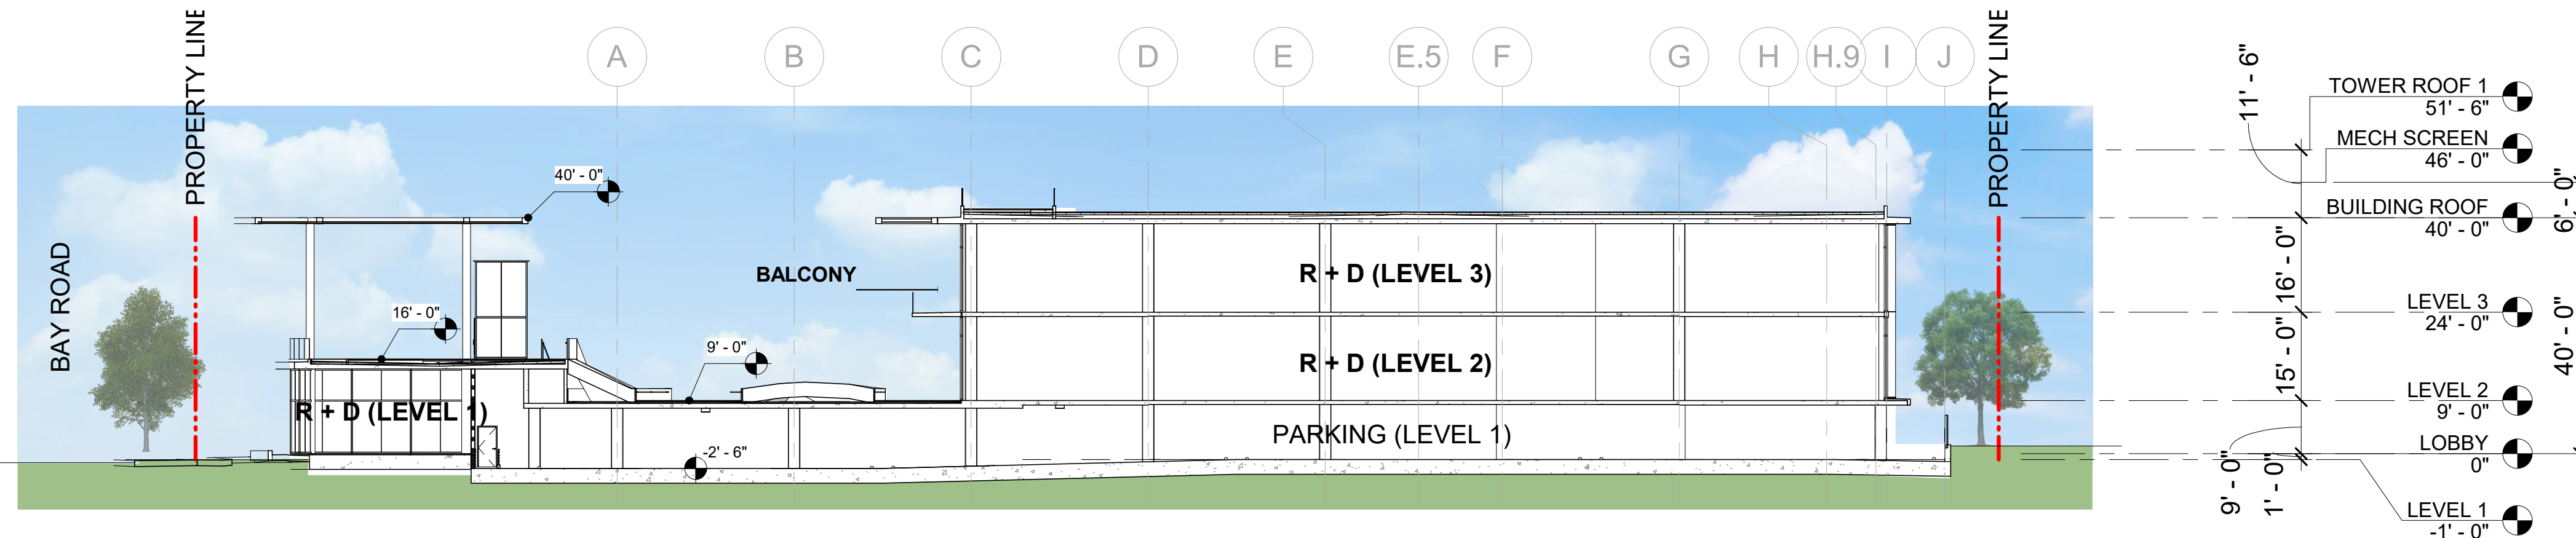 PROPERTY LINE
A
B
C
D
E
E.5
F
G
H
H.9
I
J
PROPERTY LINE
11' - 6"
TOWER ROOF 1
51' - 6"
MECH SCREEN
46' - 0"
BUILDING ROOF
40' - 0"
6' - 0"
40' - 0"
BAY ROAD
BALCONY
R + D (LEVEL 3)
16' - 0"
16' - 0"
LEVEL 3
24' - 0"
40' - 0"
9' - 0"
R + D (LEVEL 2)
15' - 0"
LEVEL 2
9' - 0"
R + D (LEVEL 1)
PARKING (LEVEL 1)
-2' - 6"
LOBBY
0"
9' - 0"
1' - 0"
LEVEL 1
-1' - 0"